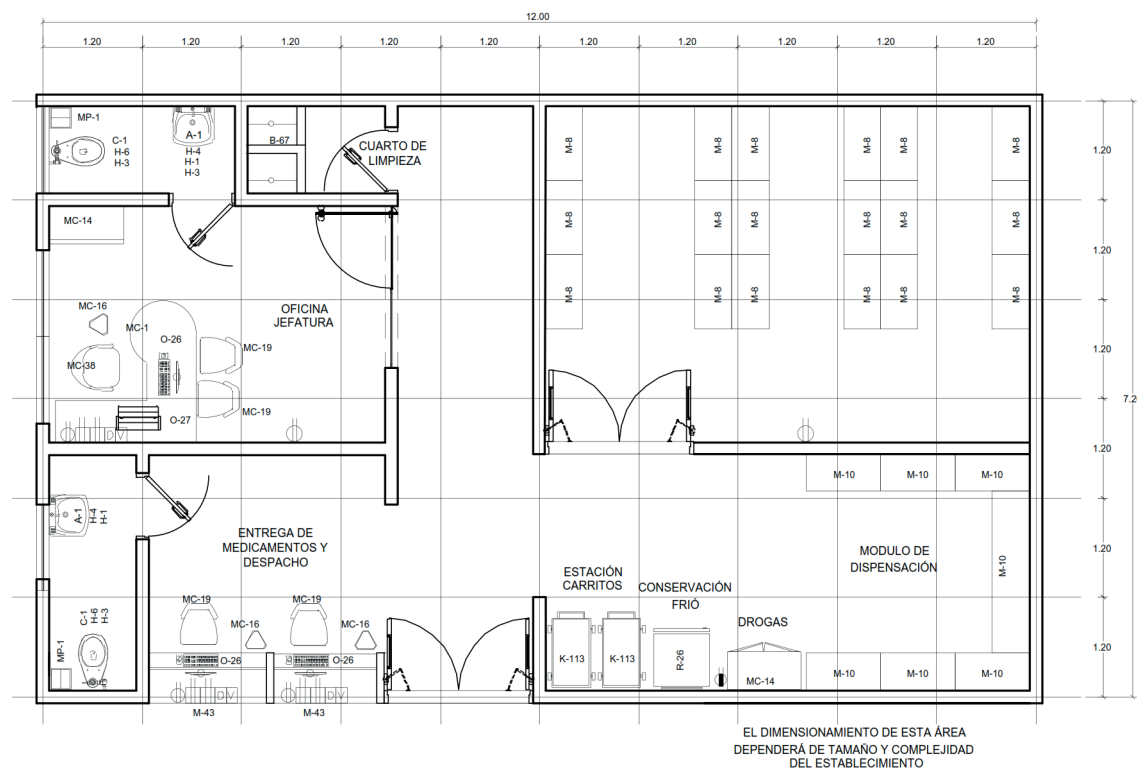 12.00
1.20 1.20 1.20 1.20 1.20 1.20 1.20 1.20 1.20 1.20
MP-1
C-1
H-6
H-3
A-1
H-4
H-1
H-3
B-67
CUARTO DE
LIMPIEZA
M-8 M-8 M-8 M-8 M-8 M-8
M-8 M-8 M-8 M-8 M-8 M-8
M-8 M-8 M-8 M-8 M-8 M-8
1.20
1.20
1.20
1.20
1.20
1.20
7.20
MC-14
OFICINA
JEFATURA
MC-16
MC-1
O-26
MC-38
MC-19
MC-19
O-27
DV
A-1
H-4
H-1
ENTREGA DE
MEDICAMENTOS Y
DESPACHO
MP-1
C-1
H-6
H-3
MC-19 MC-19
MC-16 MC-16
O-26 O-26
DV DV
M-43 M-43
M-10 M-10 M-10
M-10
MODULO DE
DISPENSACIÓN
ESTACIÓN
CARRITOS
CONSERVACIÓN
FRIÓ
DROGAS
K-113 K-113
R-26
MC-14
M-10 M-10 M-10
EL DIMENSIONAMIENTO DE ESTA ÁREA
DEPENDERÁ DE TAMAÑO Y COMPLEJIDAD
DEL ESTABLECIMIENTO